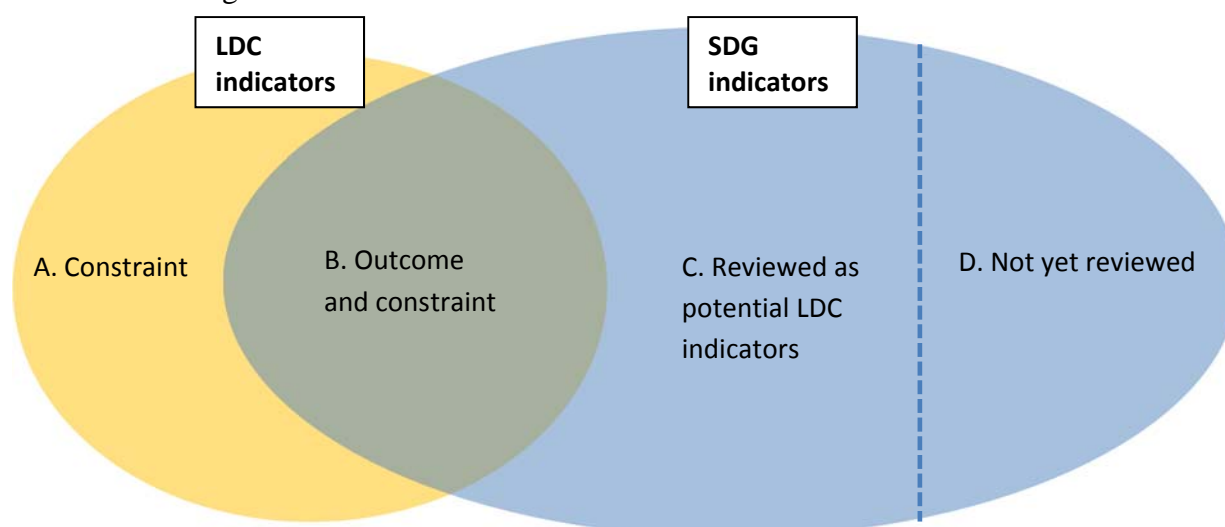 LDC
indicators
SDG
indicators
A. Constraint
B. Outcome
and constraint
C. Reviewed as
potential LDC
indicators
D. Not yet reviewed